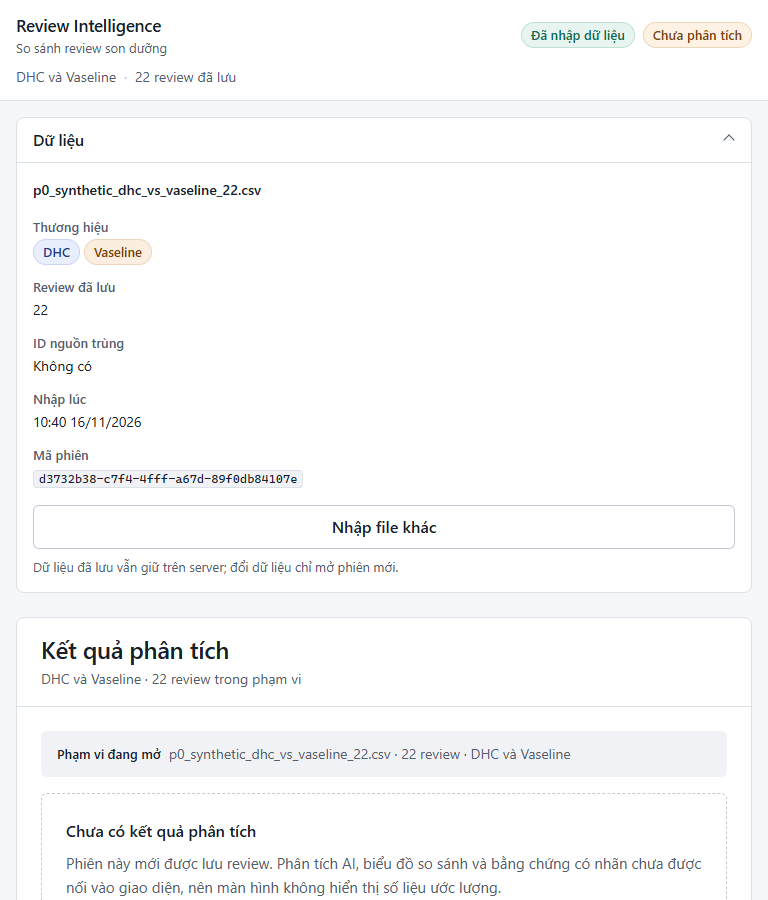 Review Intelligence
So sánh review son dưỡng
DHC và Vaseline · 22 review đã lưu
Đã nhập dữ liệu
Chưa phân tích
Dữ liệu
p0_synthetic_dhc_vs_vaseline_22.csv
Thương hiệu
DHC Vaseline
Review đã lưu
22
ID nguồn trùng
Không có
Nhập lúc
10:40 16/11/2026
Mã phiên
d3732b38-c7f4-4fff-a67d-89f0db84107e
Nhập file khác
Dữ liệu đã lưu vẫn giữ trên server; đổi dữ liệu chỉ mở phiên mới.
Kết quả phân tích
DHC và Vaseline · 22 review trong phạm vi
Phạm vi đang mở p0_synthetic_dhc_vs_vaseline_22.csv · 22 review · DHC và Vaseline
Chưa có kết quả phân tích
Phiên này mới được lưu review. Phân tích AI, biểu đồ so sánh và bằng chứng có nhãn chưa được
nối vào giao diện, nên màn hình không hiển thị số liệu ước lượng.